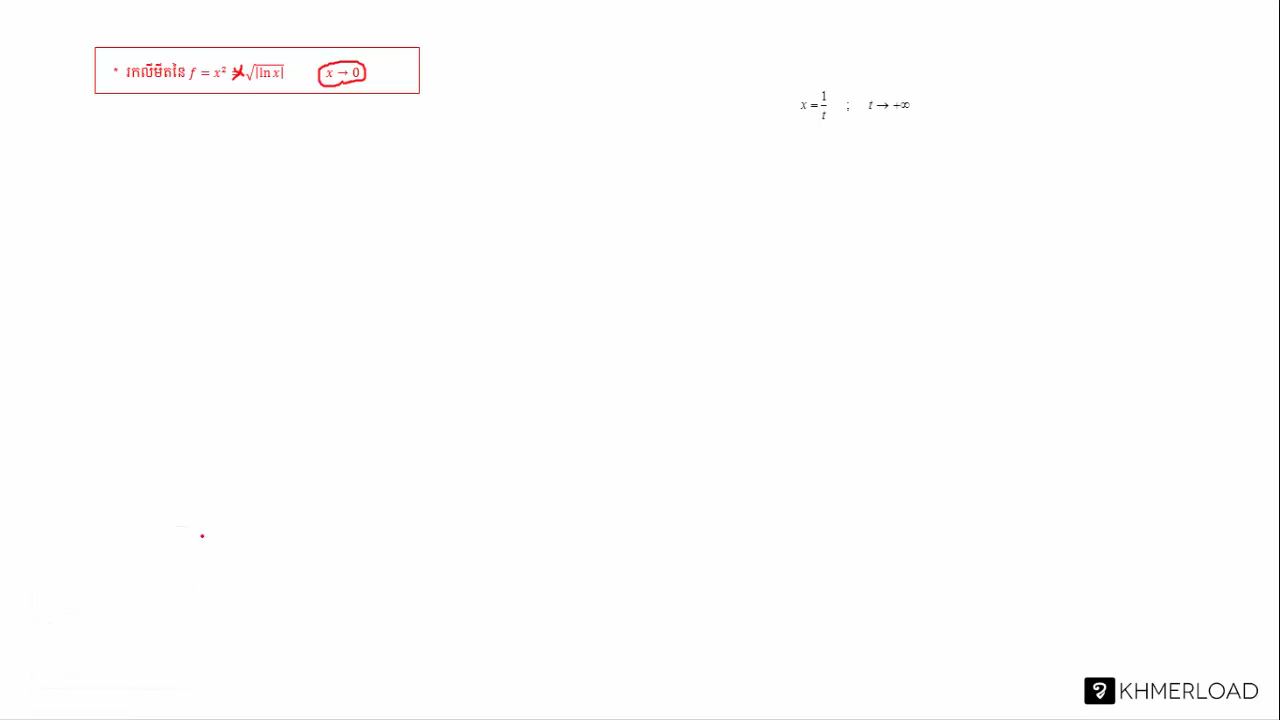 * រកលីមីតនៃ f = x² × √|ln x| x → 0
x = 1/t ; t → +∞
KHMERLOAD